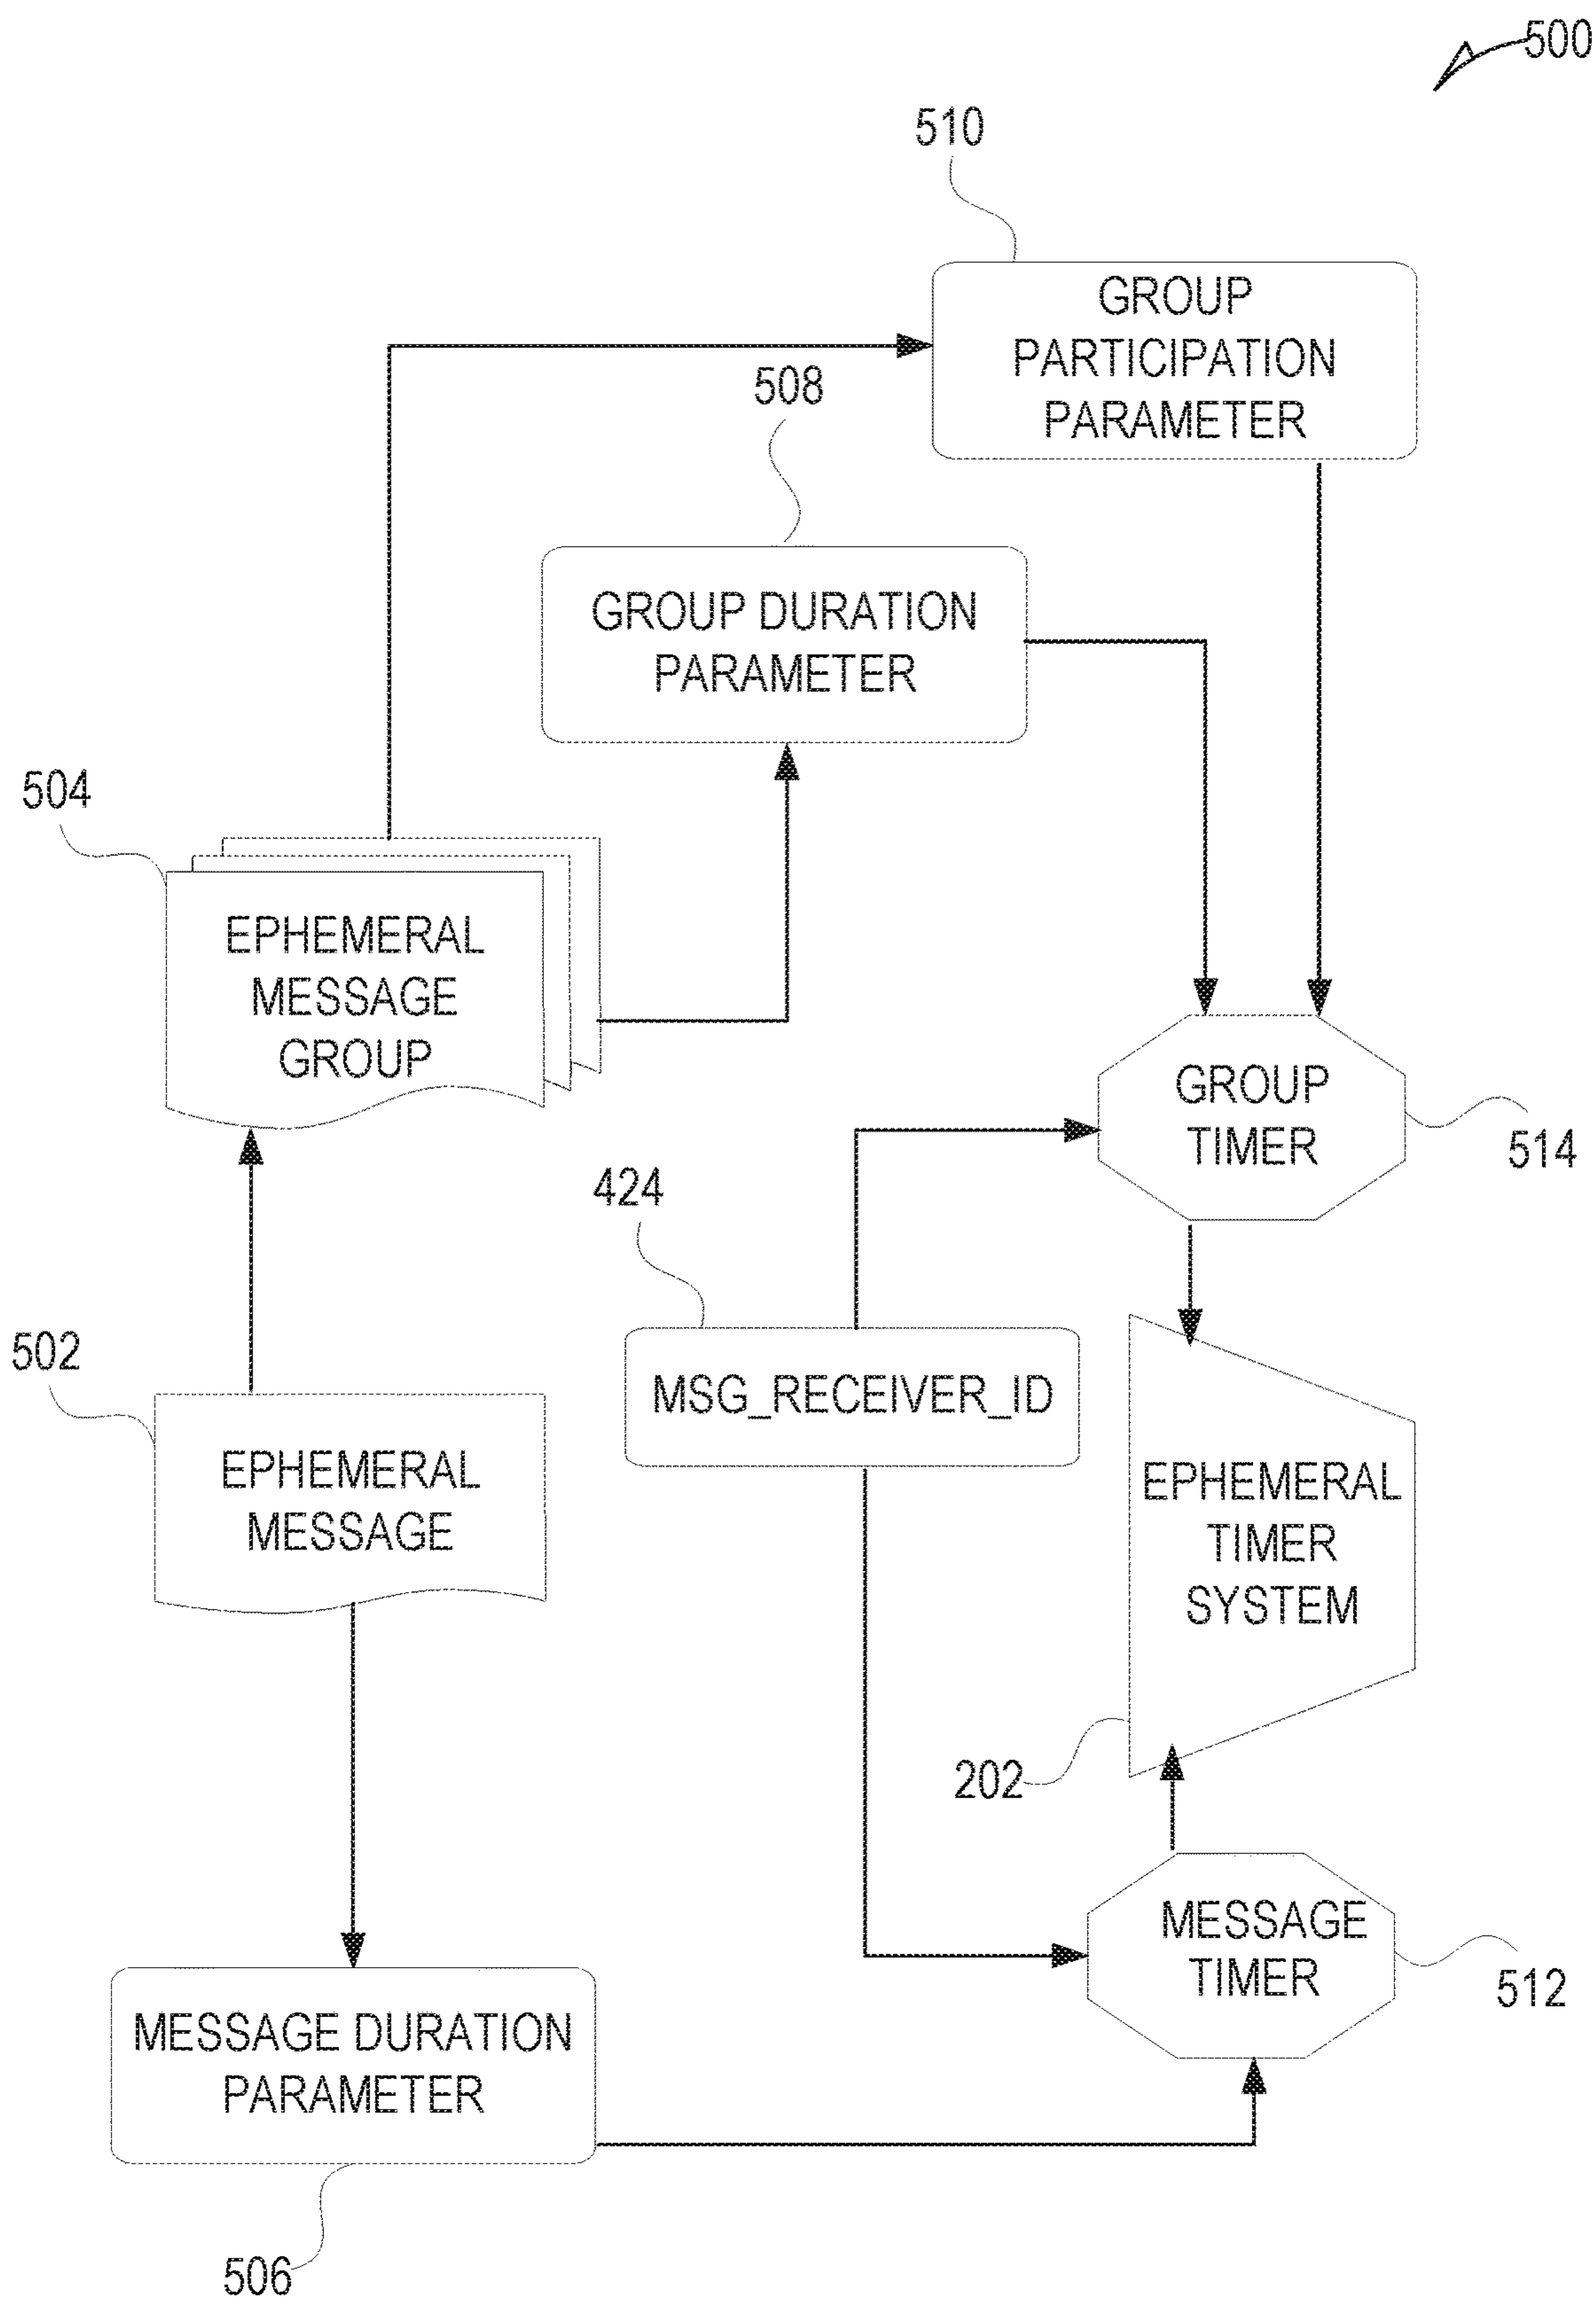 500
510
GROUP
PARTICIPATION
PARAMETER
508
GROUP DURATION
PARAMETER
504
EPHEMERAL
MESSAGE
GROUP
GROUP
TIMER
514
424
MSG_RECEIVER_ID
502
EPHEMERAL
MESSAGE
EPHEMERAL
TIMER
SYSTEM
202
MESSAGE
TIMER
512
MESSAGE DURATION
PARAMETER
506